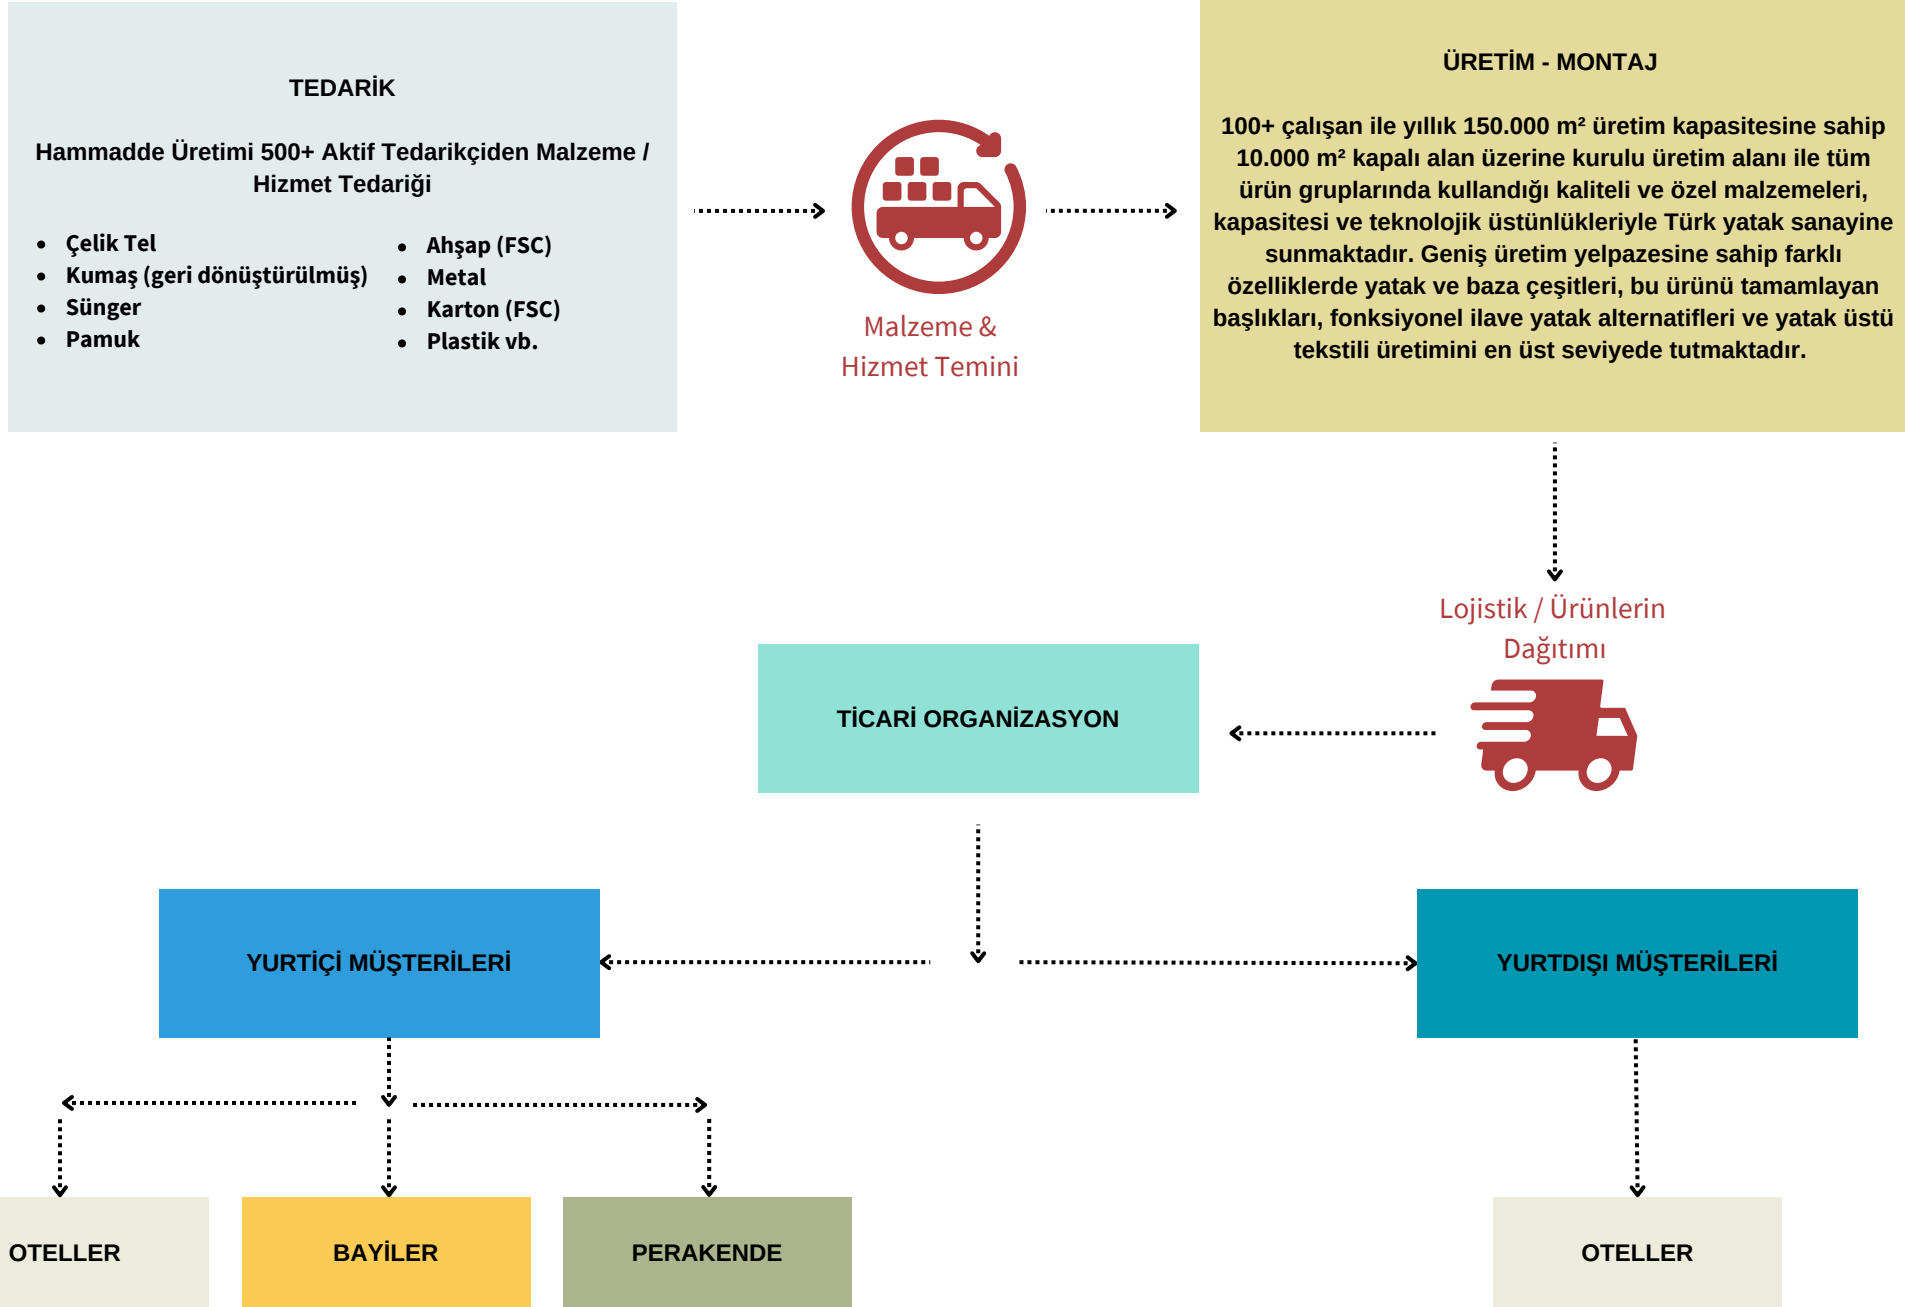 TEDARİK
Hammadde Üretimi 500+ Aktif Tedarikçiden Malzeme /
Hizmet Tedariği
Çelik Tel
Kumaş (geri dönüştürülmüş)
Sünger
Pamuk
Ahşap (FSC)
Metal
Karton (FSC)
Plastik vb.
Malzeme &
Hizmet Temini
ÜRETİM - MONTAJ
100+ çalışan ile yıllık 150.000 m² üretim kapasitesine sahip
10.000 m² kapalı alan üzerine kurulu üretim alanı ile tüm
ürün gruplarında kullandığı kaliteli ve özel malzemeleri,
kapasitesi ve teknolojik üstünlükleriyle Türk yatak sanayine
sunmaktadır. Geniş üretim yelpazesine sahip farklı
özelliklerde yatak ve baza çeşitleri, bu ürünü tamamlayan
başlıkları, fonksiyonel ilave yatak alternatifleri ve yatak üstü
tekstili üretimini en üst seviyede tutmaktadır.
Lojistik / Ürünlerin
Dağıtımı
TİCARİ ORGANİZASYON
YURTİÇİ MÜŞTERİLERİ
YURTDIŞI MÜŞTERİLERİ
OTELLER
BAYİLER
PERAKENDE
OTELLER